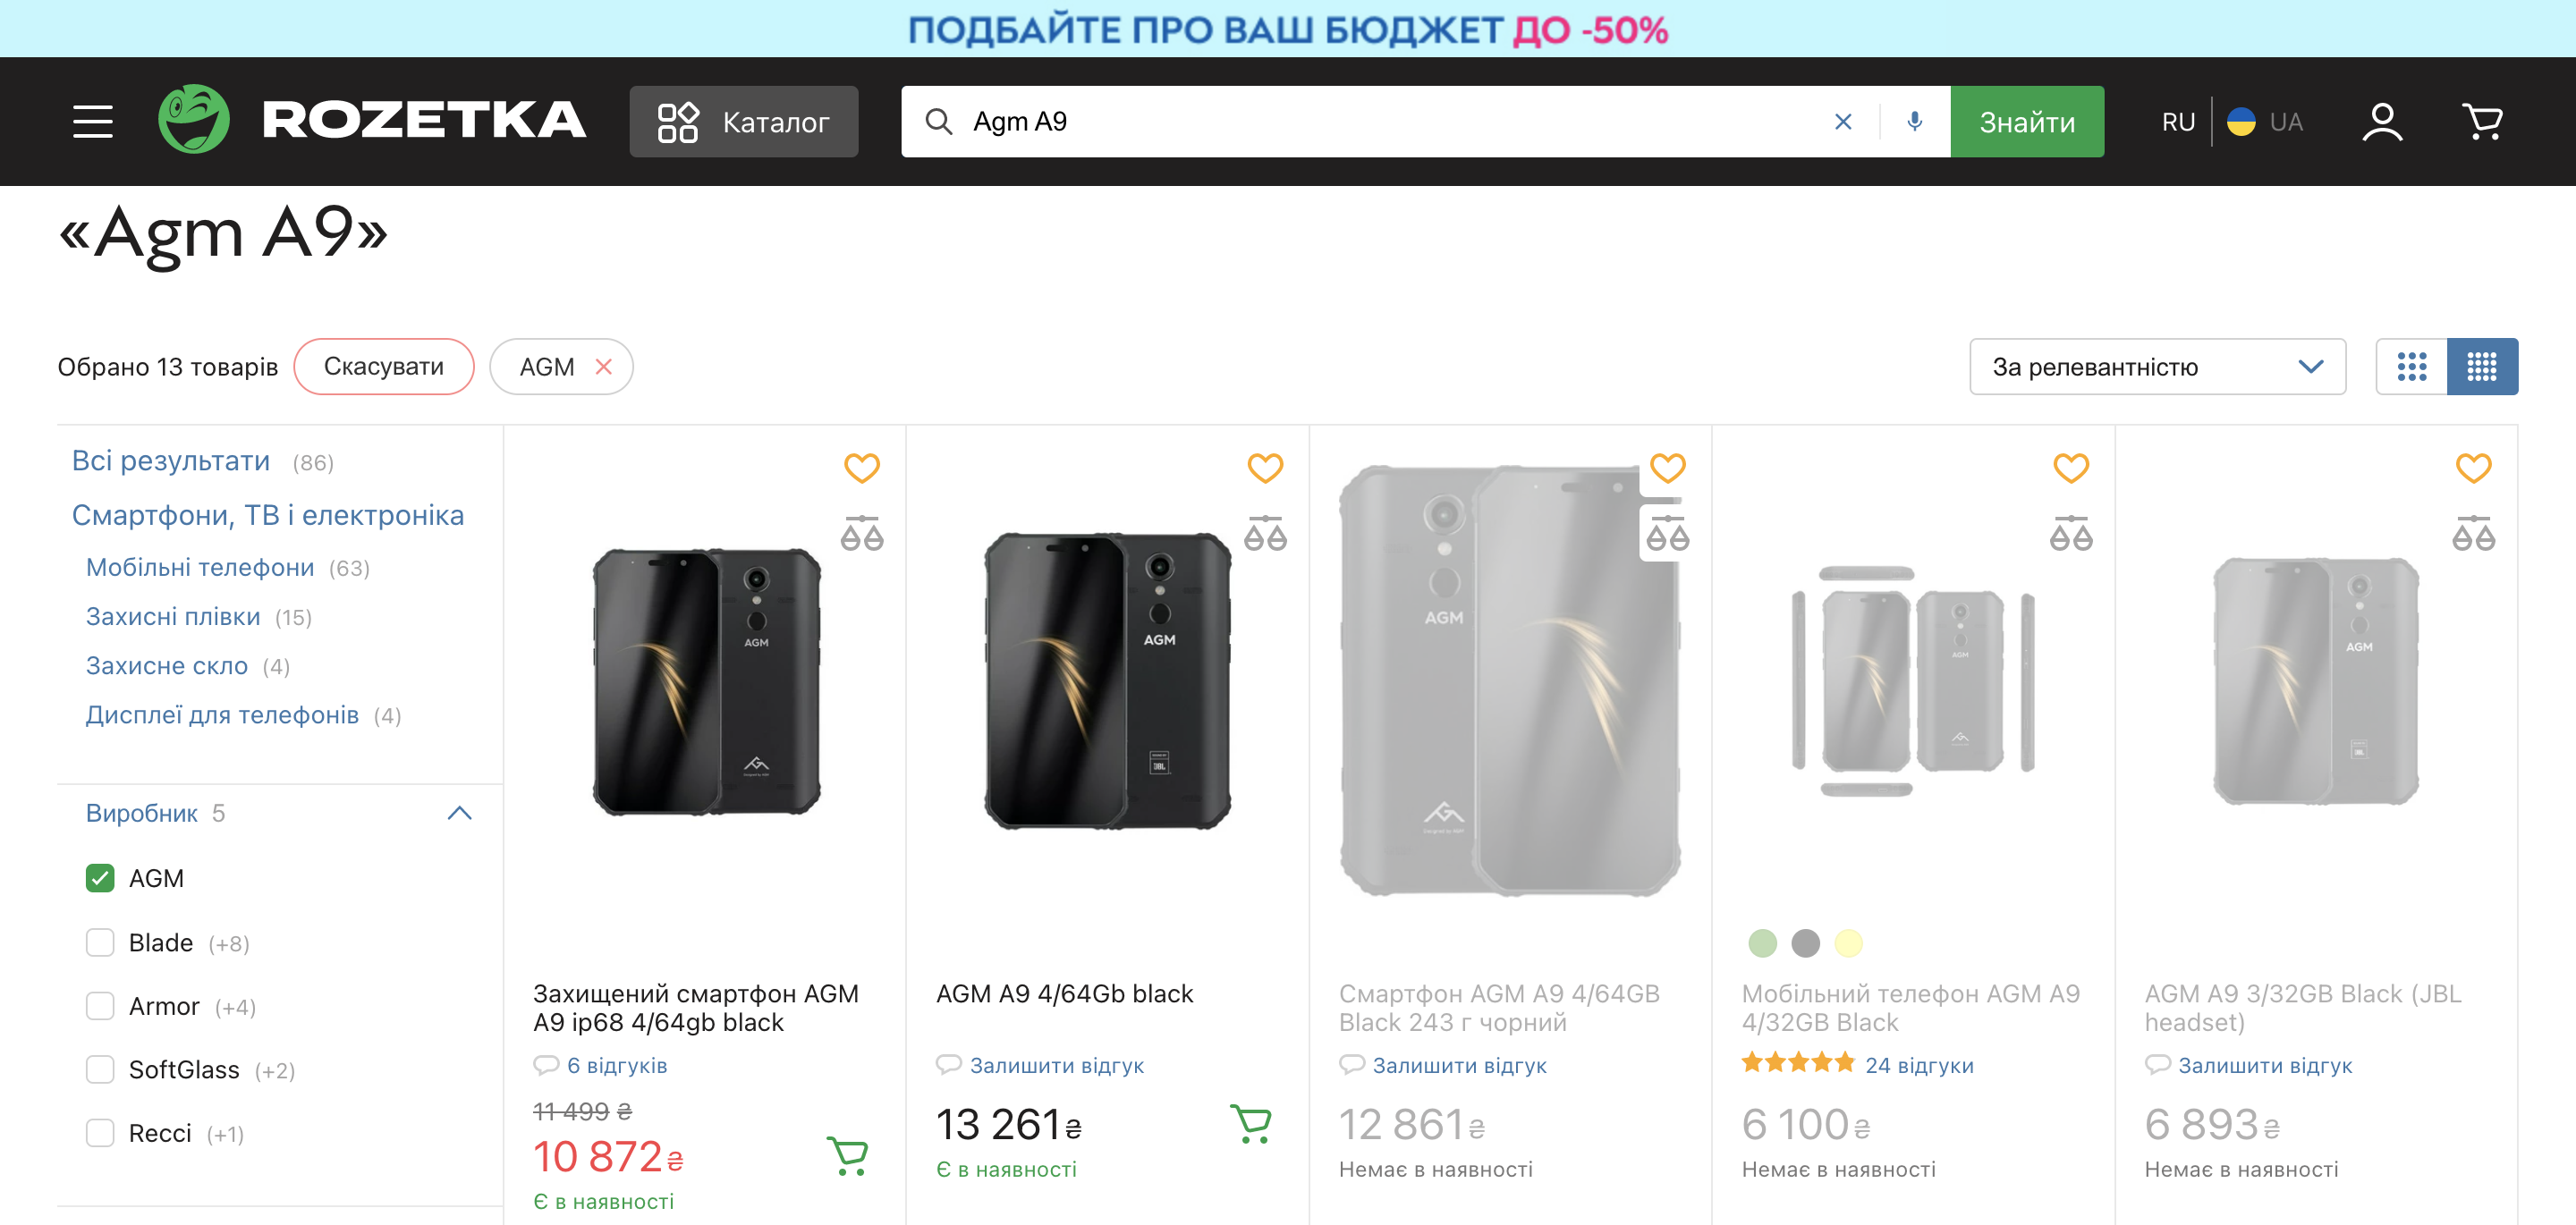 ПОДБАЙТЕ ПРО ВАШ БЮДЖЕТ ДО -50%
ROZETKA
Каталог
Agm A9
Знайти
RU
UA
«Agm A9»
Обрано 13 товарів
Скасувати
AGM
За релевантністю
Всі результати (86)
Смартфони, ТВ і електроніка
Мобільні телефони (63)
Захисні плівки (15)
Захисне скло (4)
Дисплеї для телефонів (4)
Виробник 5
AGM
Blade (+8)
Armor (+4)
SoftGlass (+2)
Recci (+1)
AGM
Захищений смартфон AGM
A9 ip68 4/64gb black
6 відгуків
11 499 ₴
10 872 ₴
Є в наявності
AGM
JBL
AGM A9 4/64Gb black
Залишити відгук
13 261 ₴
Є в наявності
AGM
Смартфон AGM A9 4/64GB
Black 243 г чорний
Залишити відгук
12 861 ₴
Немає в наявності
AGM
Мобільний телефон AGM A9
4/32GB Black
24 відгуки
6 100 ₴
Немає в наявності
AGM
AGM A9 3/32GB Black (JBL
headset)
Залишити відгук
6 893 ₴
Немає в наявності